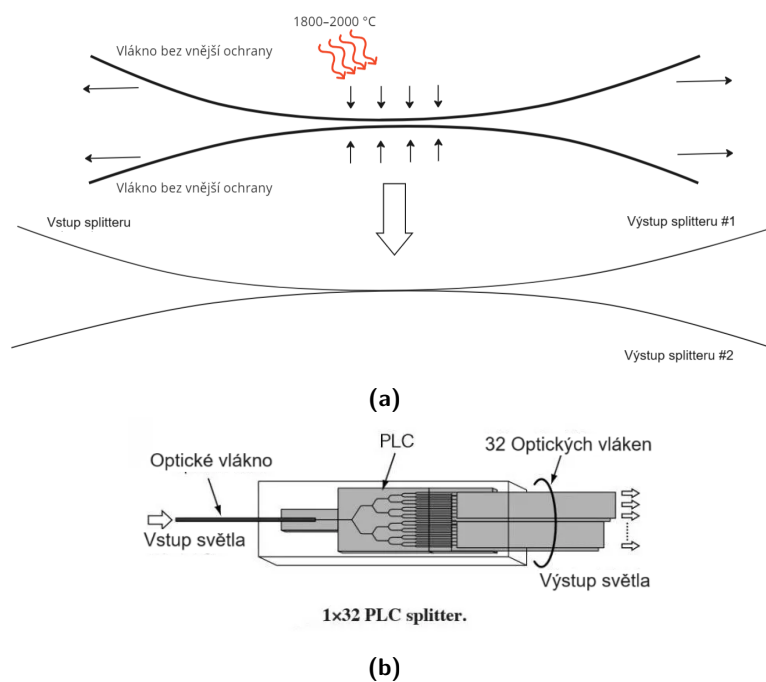 1800–2000 °C
Vlákno bez vnější ochrany
Vlákno bez vnější ochrany
Vstup splitteru
Výstup splitteru #1
Výstup splitteru #2
(a)
PLC
32 Optických vláken
Optické vlákno
Vstup světla
Výstup světla
1×32 PLC splitter.
(b)